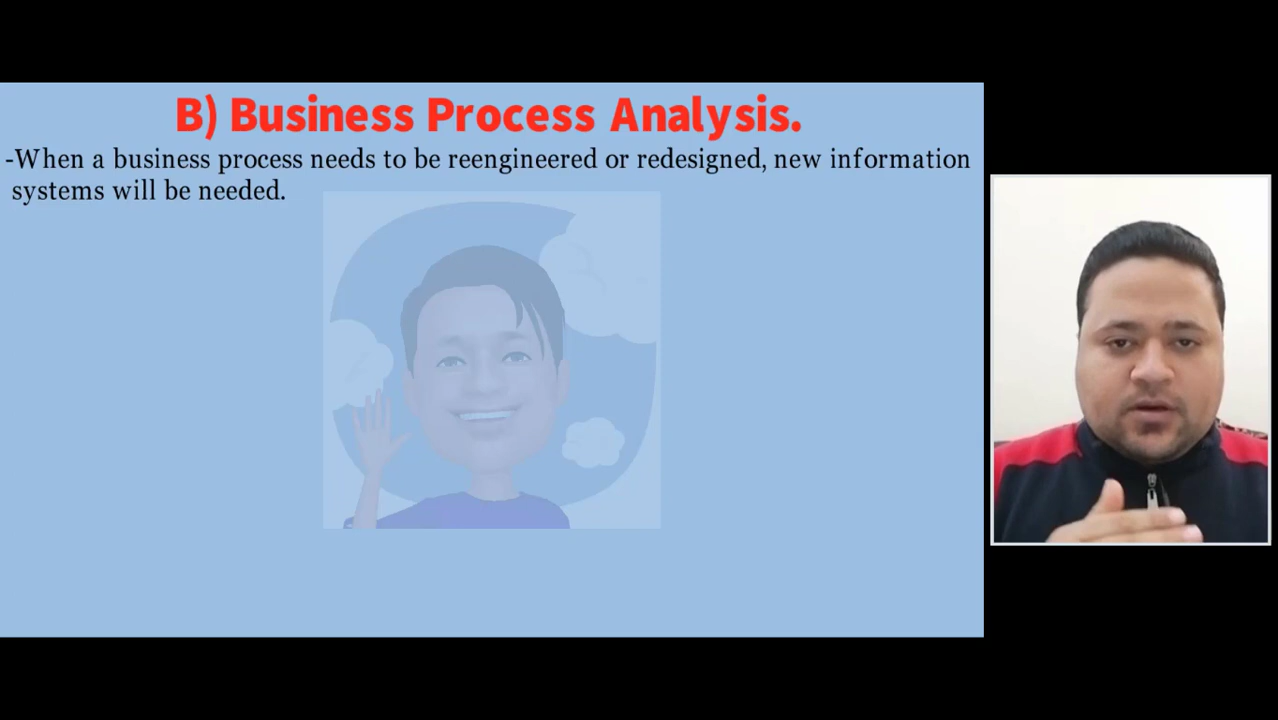 B) Business Process Analysis.
-When a business process needs to be reengineered or redesigned, new information
systems will be needed.